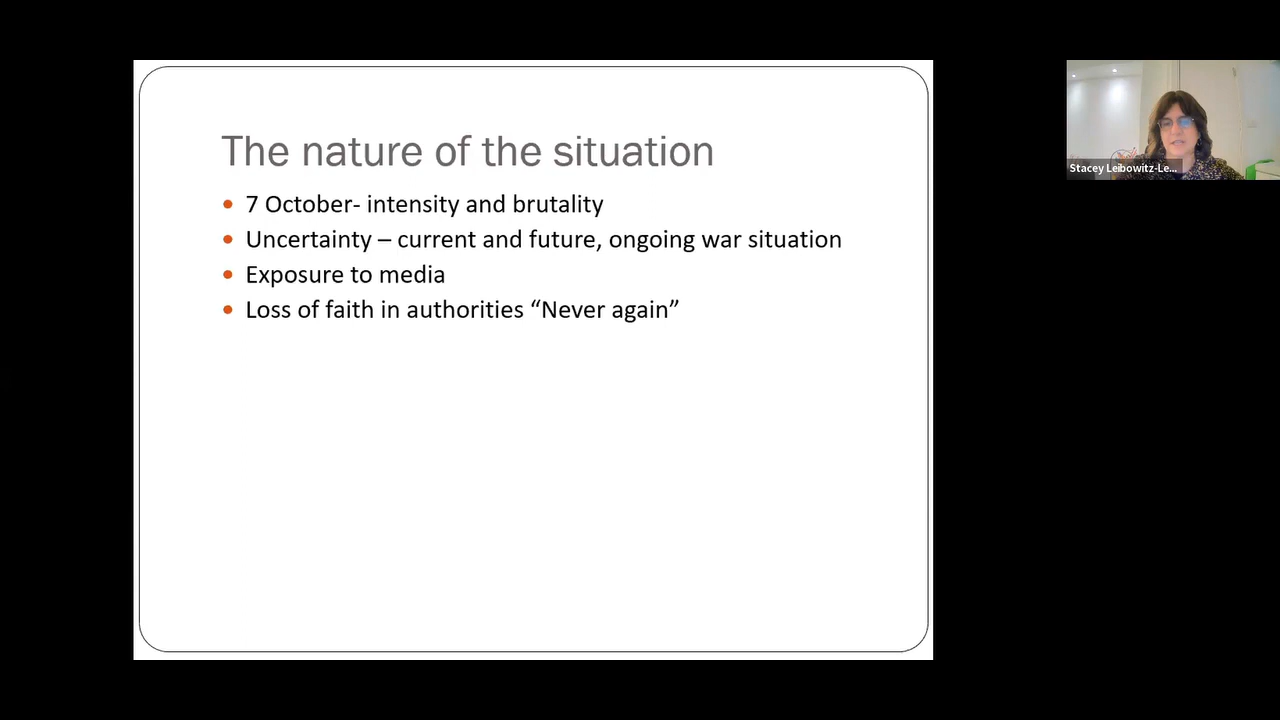 The nature of the situation
7 October- intensity and brutality
Uncertainty – current and future, ongoing war situation
Exposure to media
Loss of faith in authorities “Never again”
Stacey Leibowitz-Le...